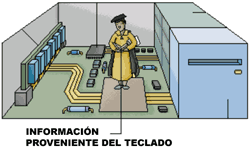 INFORMACIÓN
PROVENIENTE DEL TECLADO